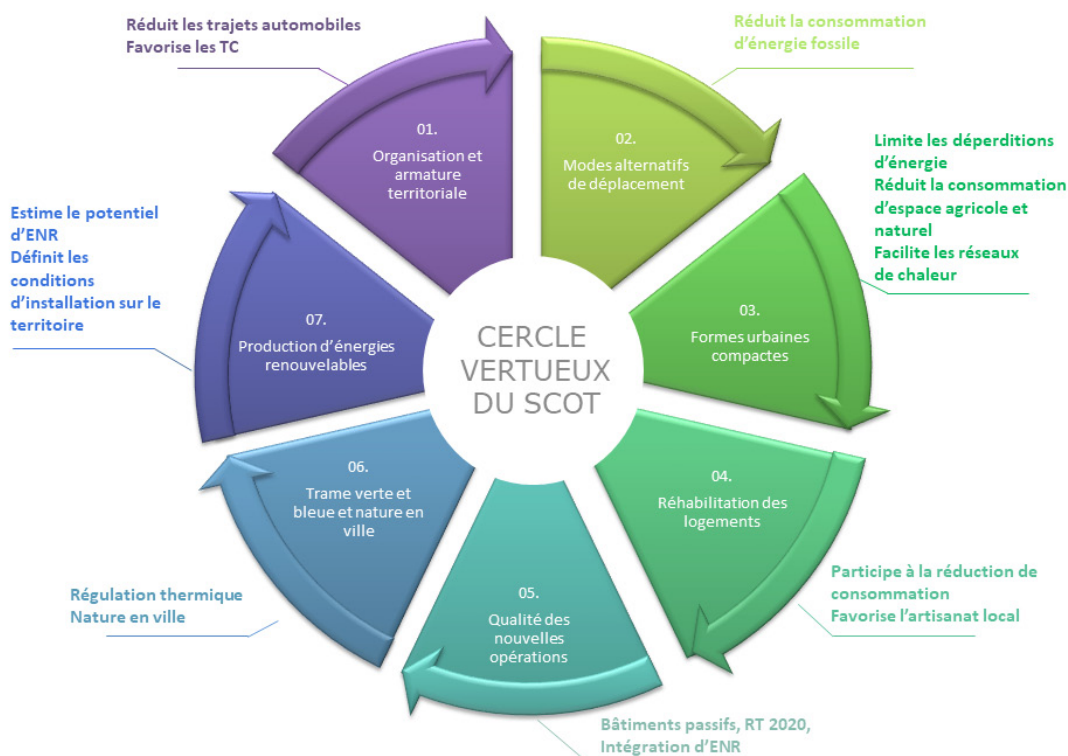 CERCLE
VERTUEUX
DU SCOT
01.
Organisation et
armature
territoriale
Réduit les trajets automobiles
Favorise les TC
02.
Modes alternatifs
de déplacement
Réduit la consommation
d'énergie fossile
03.
Formes urbaines
compactes
Limite les déperditions
d'énergie
Réduit la consommation
d'espace agricole et
naturel
Facilite les réseaux
de chaleur
04.
Réhabilitation des
logements
Participe à la réduction de
consommation
Favorise l'artisanat local
05.
Qualité des
nouvelles
opérations
Bâtiments passifs, RT 2020,
Intégration d'ENR
06.
Trame verte et
bleue et nature en
ville
Régulation thermique
Nature en ville
07.
Production d'énergies
renouvelables
Estime le potentiel
d'ENR
Définit les
conditions
d'installation sur le
territoire